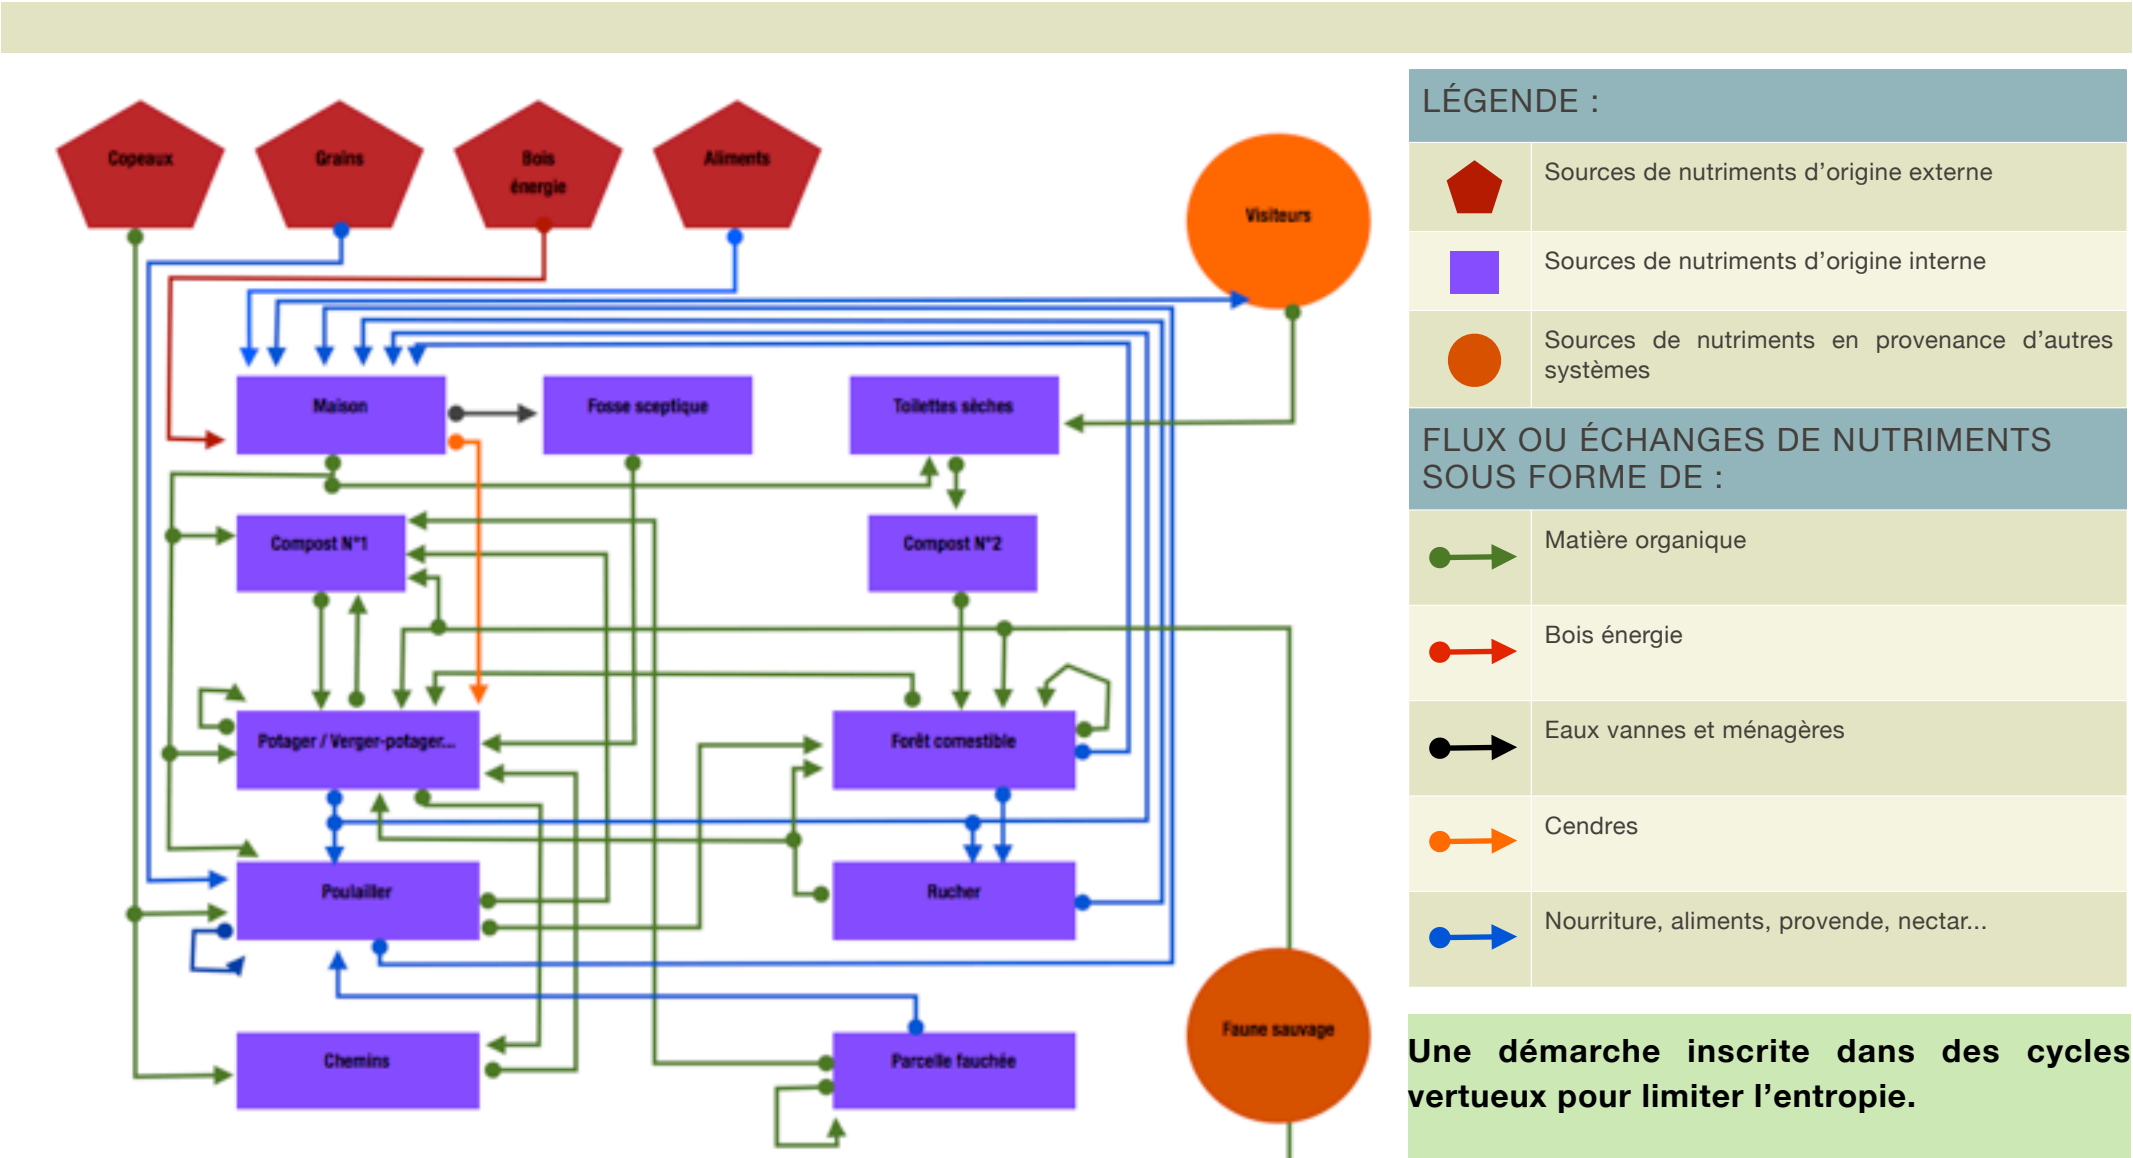 Copeaux
Grains
Bois
énergie
Aliments
Visiteurs
Maison
Fosse sceptique
Toilettes sèches
Compost N°1
Compost N°2
Potager / Verger-potager...
Forêt comestible
Poulailler
Rucher
Chemins
Parcelle fauchée
Faune sauvage
LÉGENDE :
Sources de nutriments d’origine externe
Sources de nutriments d’origine interne
Sources de nutriments en provenance d’autres
systèmes
FLUX OU ÉCHANGES DE NUTRIMENTS
SOUS FORME DE :
Matière organique
Bois énergie
Eaux vannes et ménagères
Cendres
Nourriture, aliments, provende, nectar...
Une démarche inscrite dans des cycles
vertueux pour limiter l’entropie.